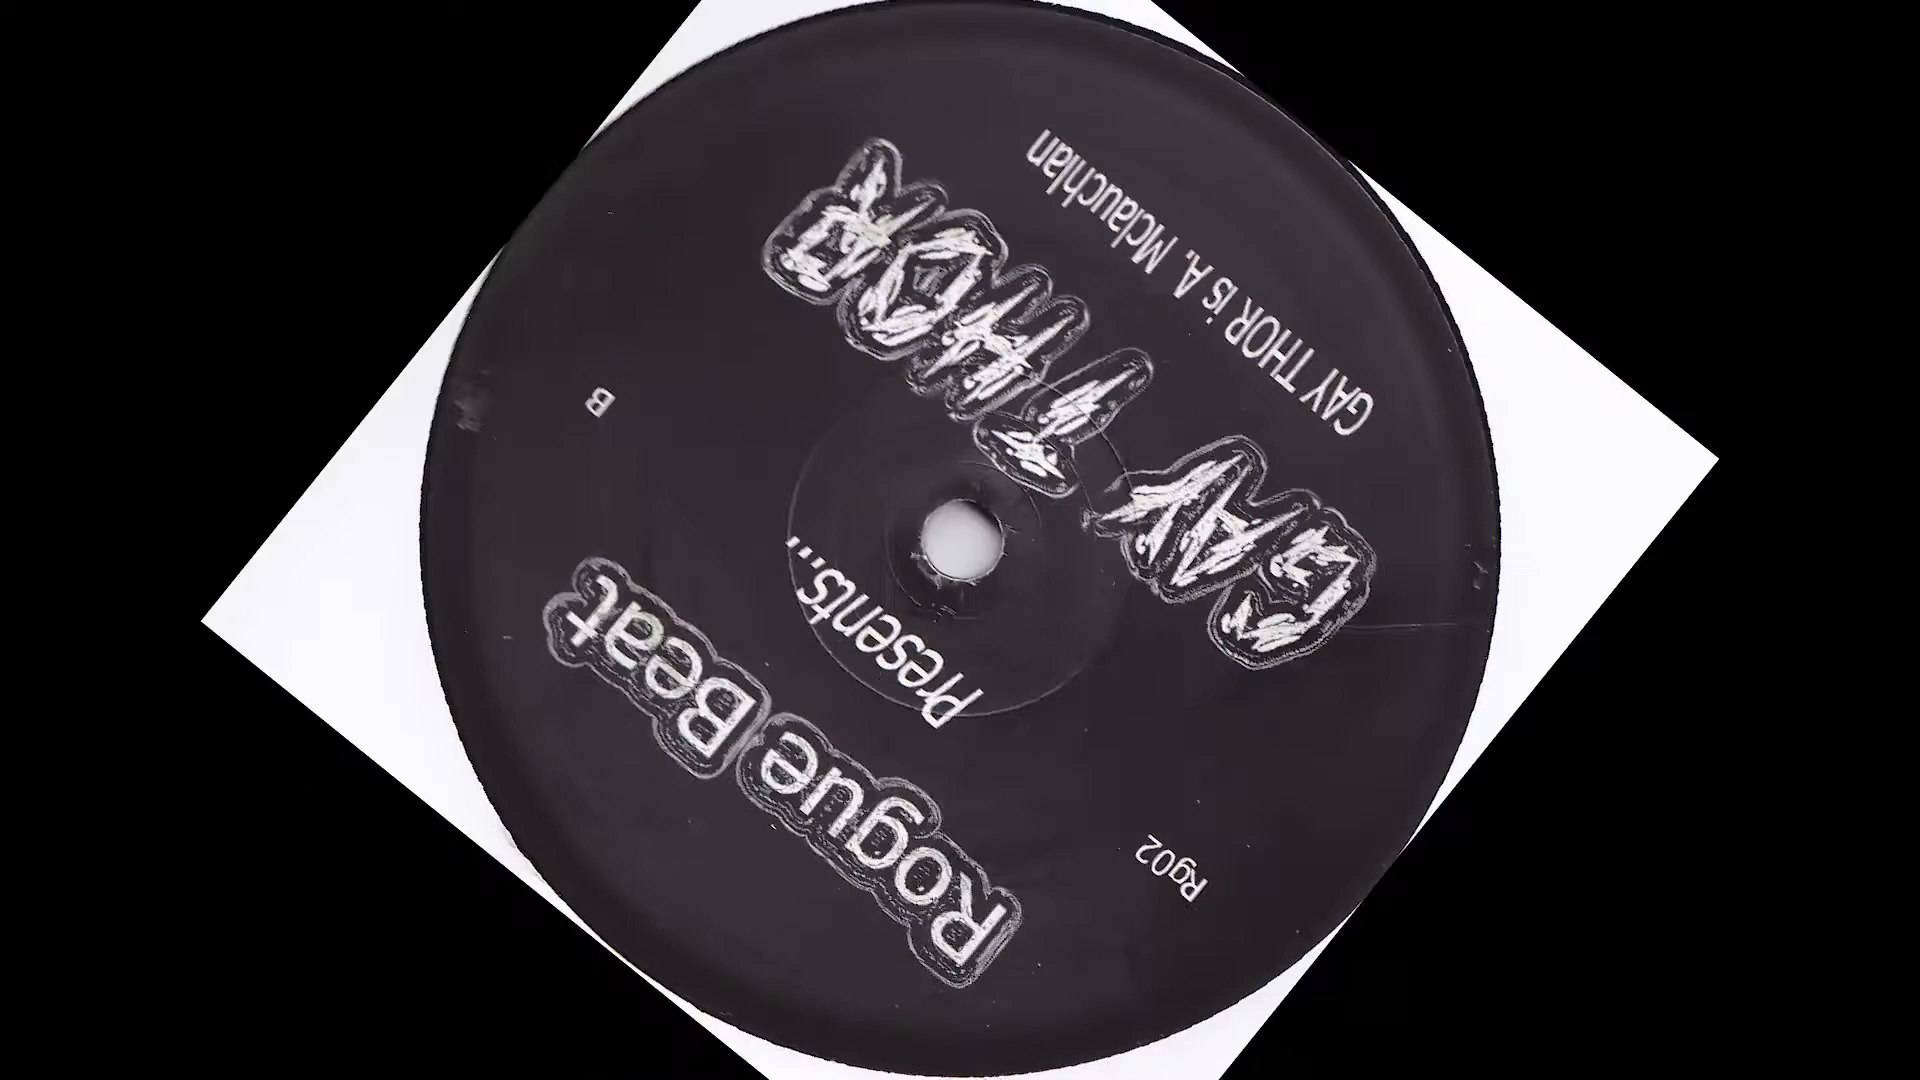 Rogue Beat
Rg02
Presents...
B
GAY THOR
GAY THOR is A. Mclauchlan